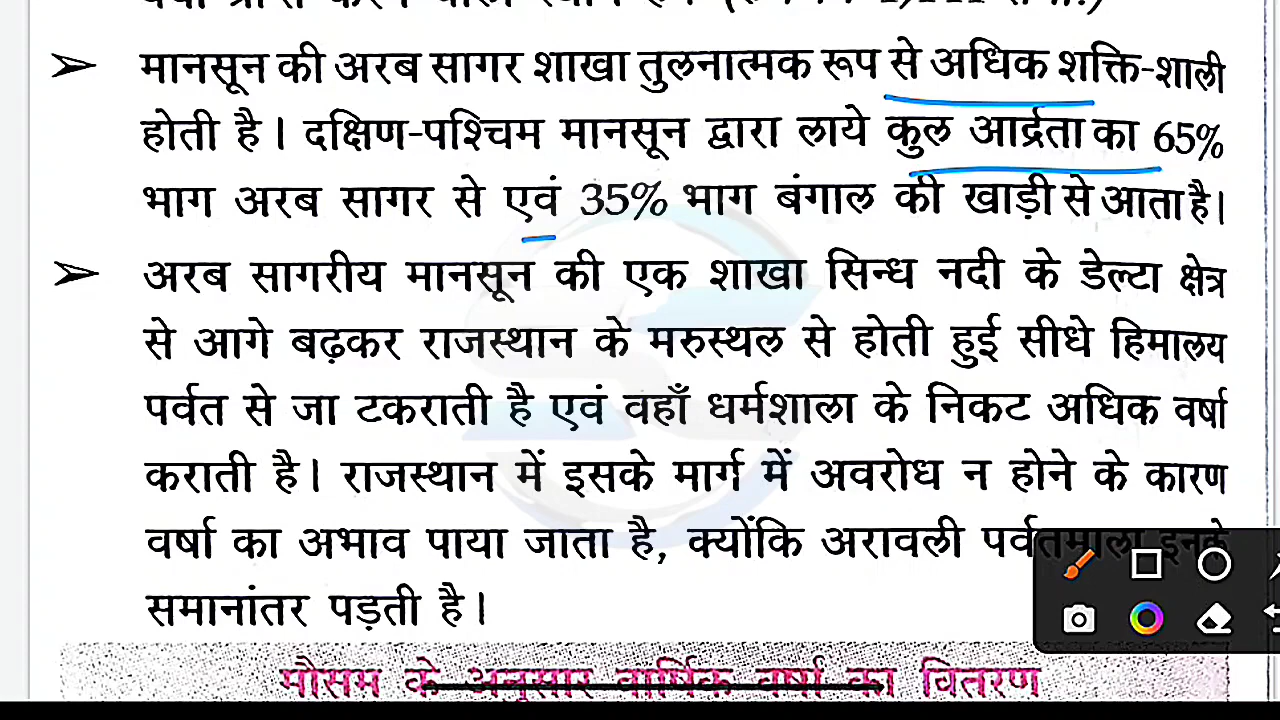 ➢ मानसून की अरब सागर शाखा तुलनात्मक रूप से अधिक शक्ति-शाली
होती है। दक्षिण-पश्चिम मानसून द्वारा लाये कुल आर्द्रता का 65%
भाग अरब सागर से एवं 35% भाग बंगाल की खाड़ी से आता है।
➢ अरब सागरीय मानसून की एक शाखा सिन्ध नदी के डेल्टा क्षेत्र
से आगे बढ़कर राजस्थान के मरुस्थल से होती हुई सीधे हिमालय
पर्वत से जा टकराती है एवं वहाँ धर्मशाला के निकट अधिक वर्षा
कराती है। राजस्थान में इसके मार्ग में अवरोध न होने के कारण
वर्षा का अभाव पाया जाता है, क्योंकि अरावली पर्वतमाला इनके
समानांतर पड़ती है।
मौसम के अनुसार वार्षिक वर्षा का वितरण